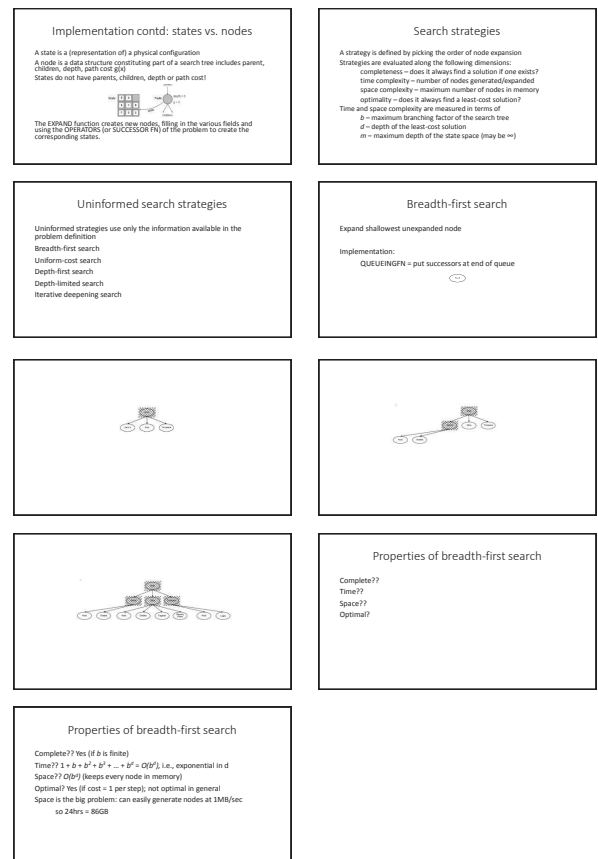 Implementation contd: states vs. nodes
A state is a (representation of) a physical configuration
A node is a data structure constituting part of a search tree includes parent,
children, depth, path cost g(x)
States do not have parents, children, depth or path cost!
The EXPAND function creates new nodes, filling in the various fields and
using the OPERATORS (or SUCCESSOR FN) of the problem to create the
corresponding states.
Search strategies
A strategy is defined by picking the order of node expansion
Strategies are evaluated along the following dimensions:
completeness – does it always find a solution if one exists?
time complexity – number of nodes generated/expanded
space complexity – maximum number of nodes in memory
optimality – does it always find a least-cost solution?
Time and space complexity are measured in terms of
b – maximum branching factor of the search tree
d – depth of the least-cost solution
m – maximum depth of the state space (may be ∞)
Uninformed search strategies
Uninformed strategies use only the information available in the
problem definition
Breadth-first search
Uniform-cost search
Depth-first search
Depth-limited search
Iterative deepening search
Breadth-first search
Expand shallowest unexpanded node
Implementation:
QUEUEINGFN = put successors at end of queue
Properties of breadth-first search
Complete??
Time??
Space??
Optimal?
Properties of breadth-first search
Complete?? Yes (if b is finite)
Time?? 1 + b + b² + b³ + … + bᵈ = O(bᵈ), i.e., exponential in d
Space?? O(bᵈ) (keeps every node in memory)
Optimal? Yes (if cost = 1 per step); not optimal in general
Space is the big problem: can easily generate nodes at 1MB/sec
so 24hrs = 86GB